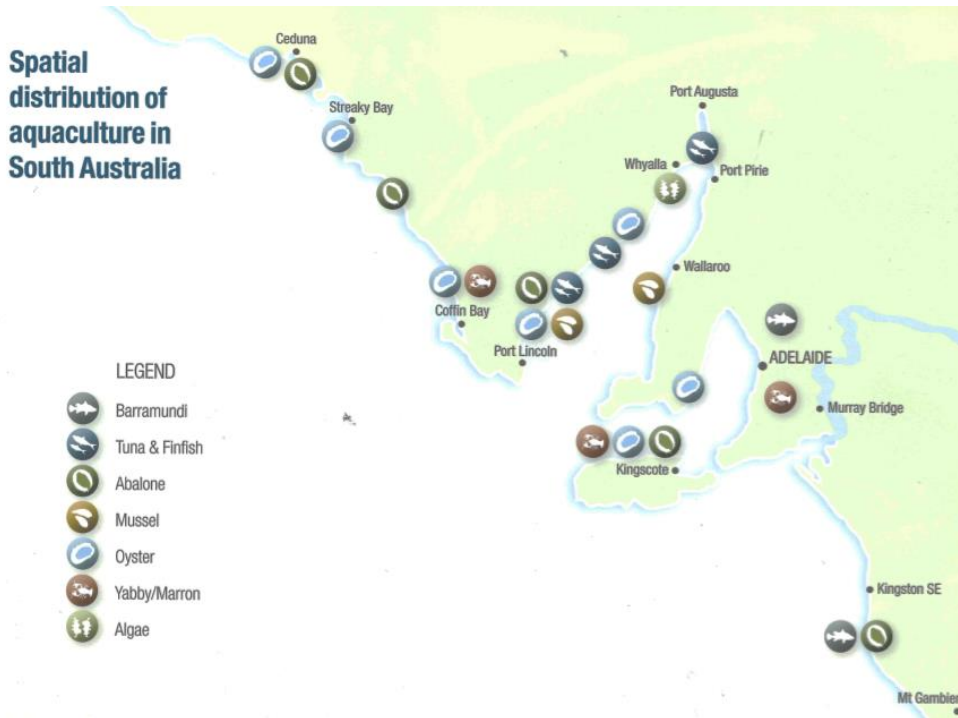 Spatial
distribution of
aquaculture in
South Australia
Ceduna
Streaky Bay
Port Augusta
Whyalla
Port Pirie
Wallaroo
Coffin Bay
Port Lincoln
ADELAIDE
Murray Bridge
Kingscote
Kingston SE
Mt Gambier
LEGEND
Barramundi
Tuna & Finfish
Abalone
Mussel
Oyster
Yabby/Marron
Algae